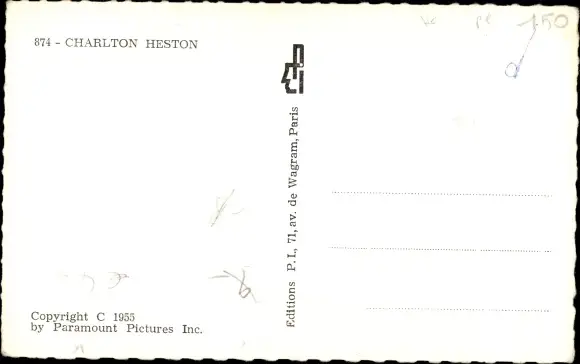 874 - CHARLTON HESTON
Editions P.I., 71, av. de Wagram, Paris
Copyright C 1955
by Paramount Pictures Inc.
150